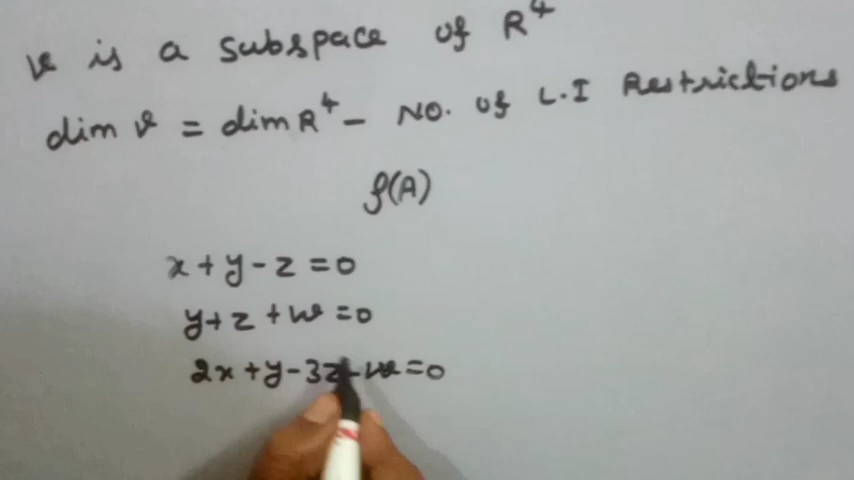 V is a subspace of R⁴
dim V = dim R⁴ - No. of L.I Restrictions
ρ(A)
x + y - z = 0
y + z + w = 0
2x + y - 3z - w = 0